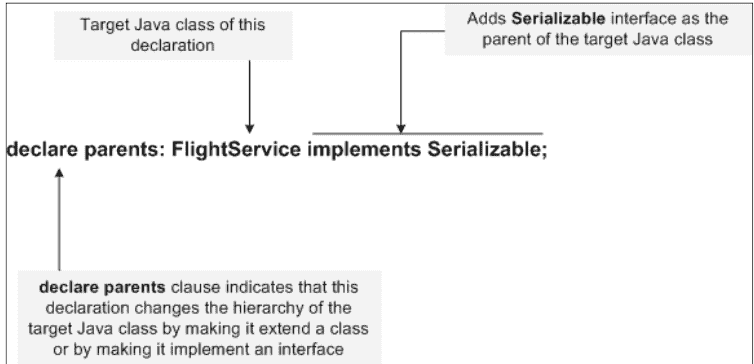 Target Java class of this
declaration
Adds Serializable interface as the
parent of the target Java class
declare parents: FlightService implements Serializable;
declare parents clause indicates that this
declaration changes the hierarchy of the
target Java class by making it extend a class
or by making it implement an interface